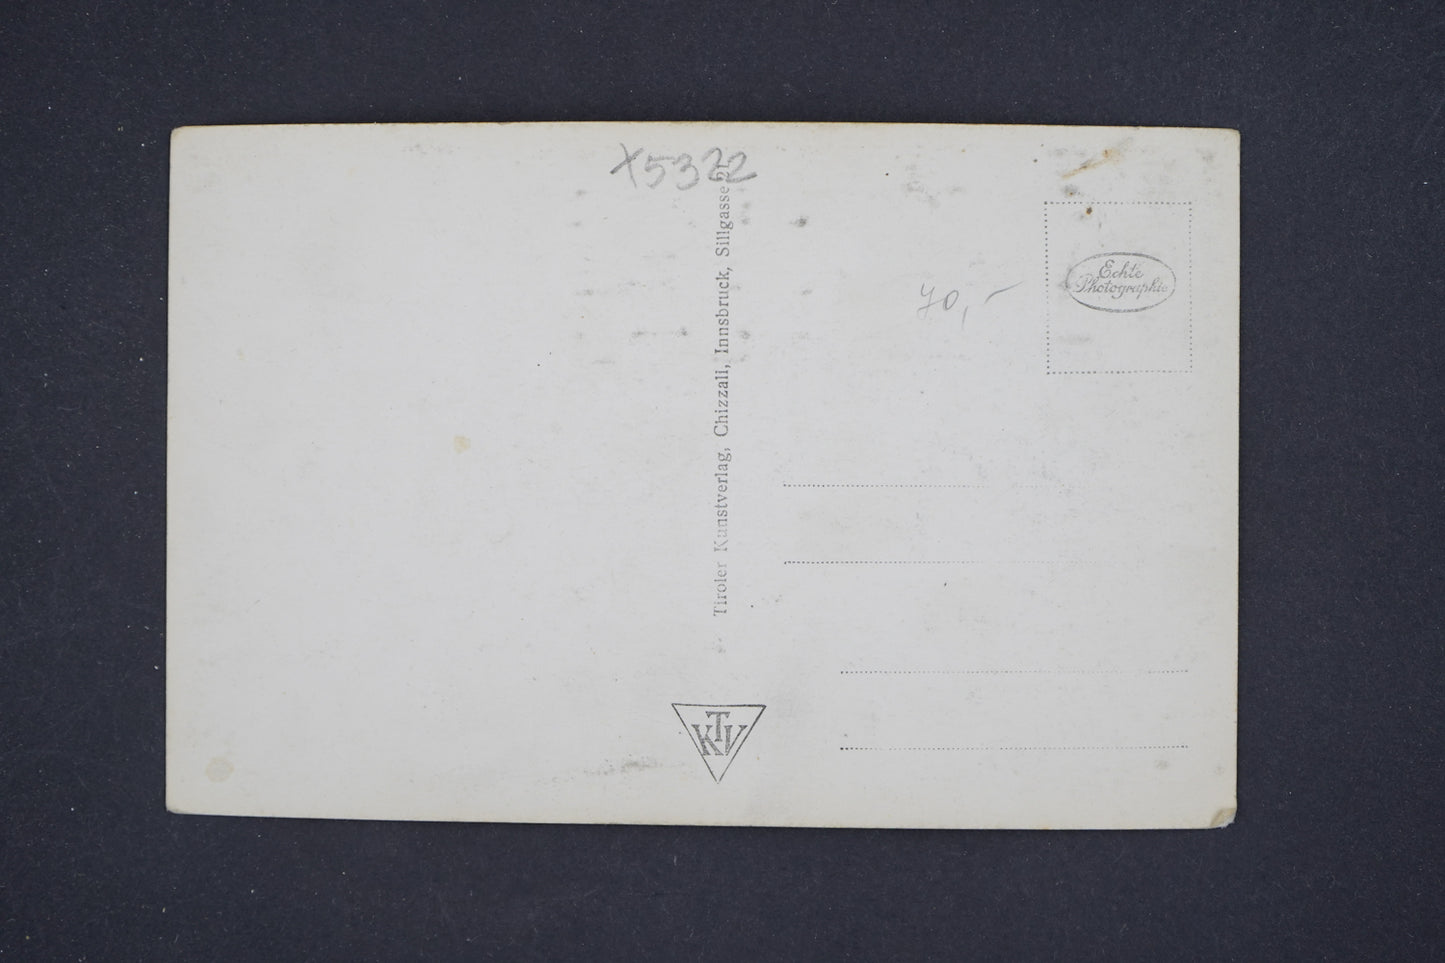 X5322
Tiroler Kunstverlag, Chizzali, Innsbruck, Sillgasse
Echte
Photographie
70,-
KTV